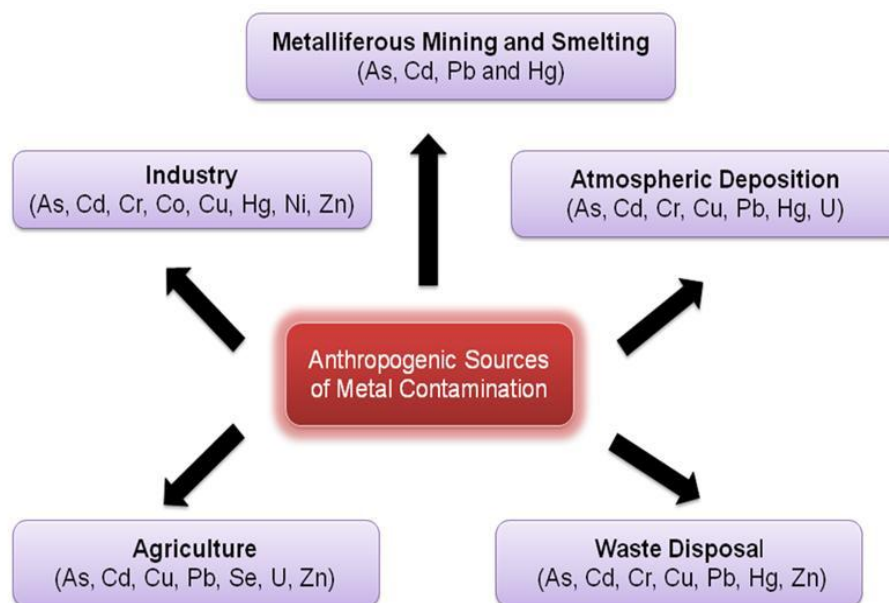 Metalliferous Mining and Smelting
(As, Cd, Pb and Hg)
Industry
(As, Cd, Cr, Co, Cu, Hg, Ni, Zn)
Atmospheric Deposition
(As, Cd, Cr, Cu, Pb, Hg, U)
Anthropogenic Sources
of Metal Contamination
Agriculture
(As, Cd, Cu, Pb, Se, U, Zn)
Waste Disposal
(As, Cd, Cr, Cu, Pb, Hg, Zn)